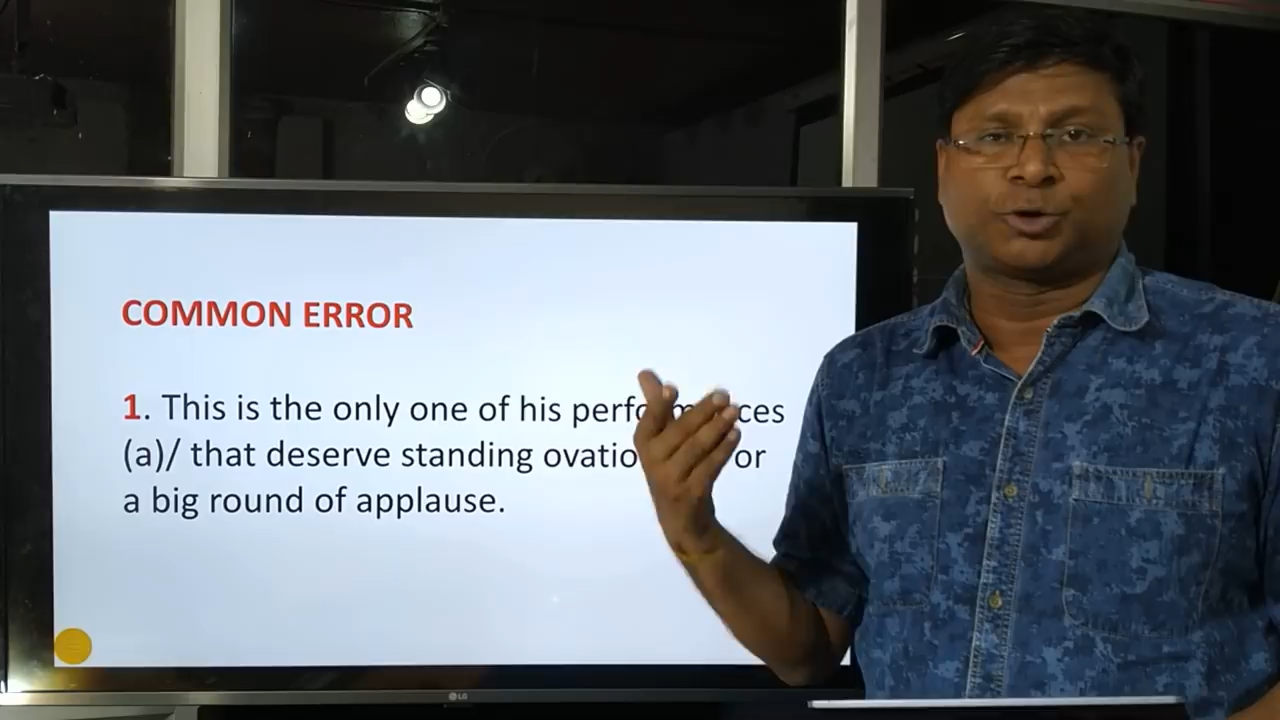 COMMON ERROR
1. This is the only one of his
(a)/ that deserve standing or
a big round of applause.
LG